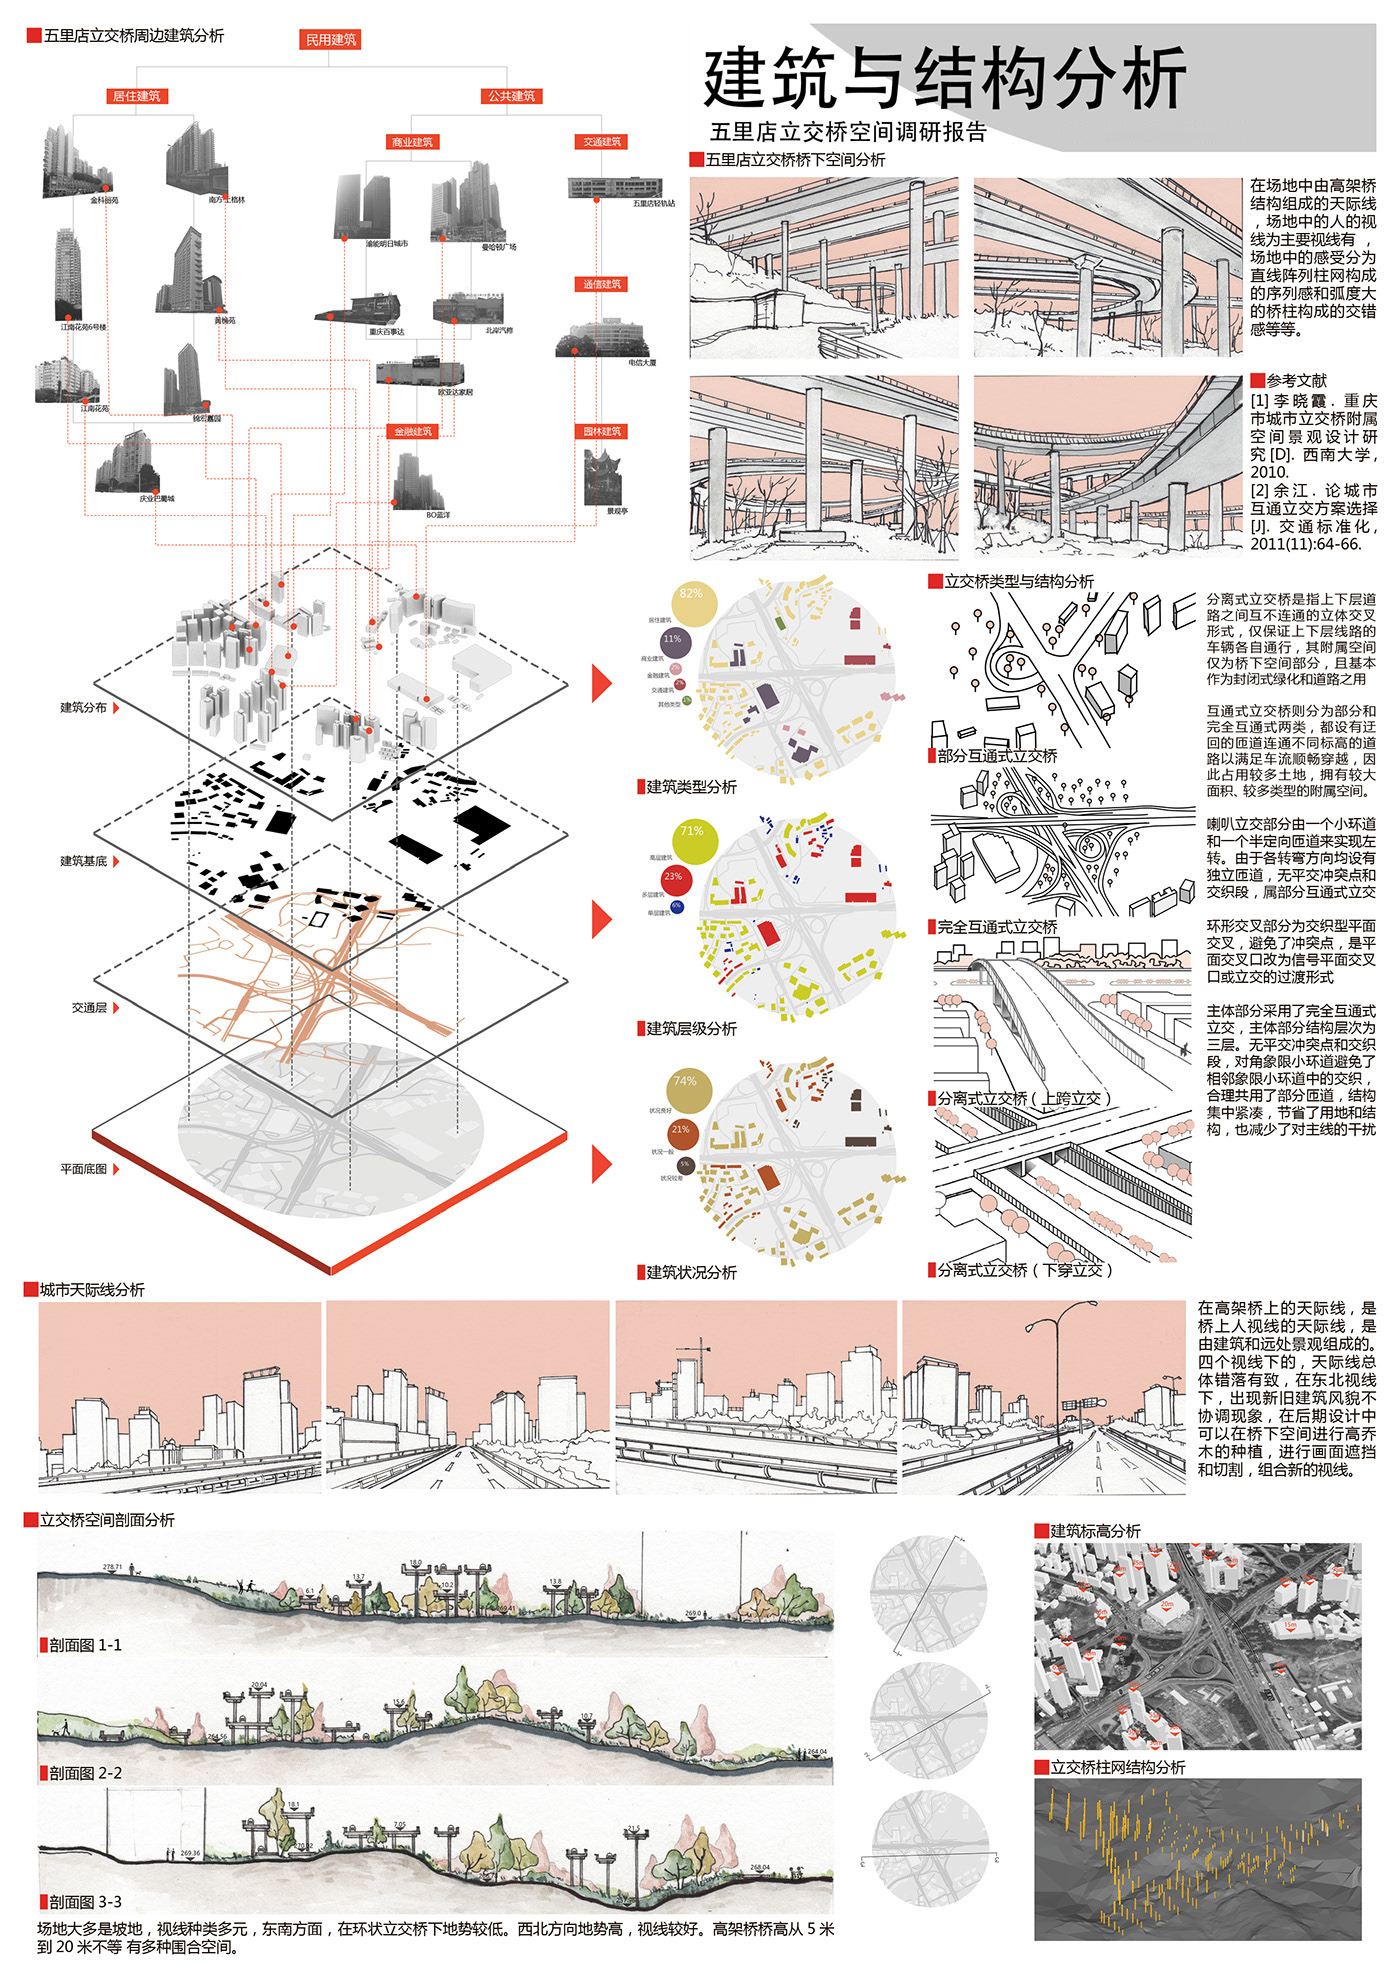 五里店立交桥周边建筑分析
民用建筑
居住建筑
公共建筑
商业建筑
交通建筑
金科丽苑
南方上格林
渝能明日城市
曼哈顿广场
五里店轻轨站
江南花苑6号楼
黄桷苑
重庆百事达
北岸汽修
通信建筑
电信大厦
江南花苑
锦宏嘉园
欧亚达家居
金融建筑
园林建筑
庆业巴蜀城
BO蓝洋
景观亭
建筑分布
建筑基底
交通层
平面底图
建筑与结构分析
五里店立交桥空间调研报告
五里店立交桥桥下空间分析
在场地中由高架桥
结构组成的天际线
，场地中的人的视
线为主要视线有 ，
场地中的感受分为
直线阵列柱网构成
的序列感和弧度大
的桥柱构成的交错
感等等。
参考文献
[1] 李晓霞. 重庆
市城市立交桥附属
空间景观设计研
究[D]. 西南大学,
2010.
[2] 余江. 论城市
互通立交方案选择
[J]. 交通标准化,
2011(11):64-66.
82%
居住建筑
11%
商业建筑
2%
金融建筑
2%
交通建筑
其他类型
建筑类型分析
71%
高层建筑
23%
多层建筑
6%
单层建筑
建筑层级分析
74%
状况良好
21%
状况一般
5%
状况较差
建筑状况分析
立交桥类型与结构分析
部分互通式立交桥
完全互通式立交桥
分离式立交桥（上跨立交）
分离式立交桥（下穿立交）
分离式立交桥是指上下层道
路之间互不连通的立体交叉
形式，仅保证上下层线路的
车辆各自通行，其附属空间
仅为桥下空间部分，且基本
作为封闭式绿化和道路之用
互通式立交桥则分为部分和
完全互通式两类，都设有迂
回的匝道连通不同标高的道
路以满足车流顺畅穿越，因
此占用较多土地，拥有较大
面积、较多类型的附属空间。
喇叭立交部分由一个小环道
和一个半定向匝道来实现左
转。由于各转弯方向均设有
独立匝道，无平交冲突点和
交织段，属部分互通式立交
环形交叉部分为交织型平面
交叉，避免了冲突点，是平
面交叉口改为信号平面交叉
口或立交的过渡形式
主体部分采用了完全互通式
立交，主体部分结构层次为
三层。无平交冲突点和交织
段，对角象限小环道避免了
相邻象限小环道中的交织，
合理共用了部分匝道，结构
集中紧凑，节省了用地和结
构，也减少了对主线的干扰
城市天际线分析
在高架桥上的天际线，是
桥上人视线的天际线，是
由建筑和远处景观组成的。
四个视线下的，天际线总
体错落有致，在东北视线
下，出现新旧建筑风貌不
协调现象，在后期设计中
可以在桥下空间进行高乔
木的种植，进行画面遮挡
和切割，组合新的视线。
立交桥空间剖面分析
278.71
6.1
13.7
18.0
10.2
269.41
13.8
269.0
剖面图 1-1
264.56
20.04
15.6
10.7
264.04
剖面图 2-2
269.36
18.1
270.02
7.05
21.5
268.04
剖面图 3-3
场地大多是坡地，视线种类多元，东南方面，在环状立交桥下地势较低。西北方向地势高，视线较好。高架桥桥高从 5 米
到 20 米不等 有多种围合空间。
建筑标高分析
20m
15m
立交桥柱网结构分析